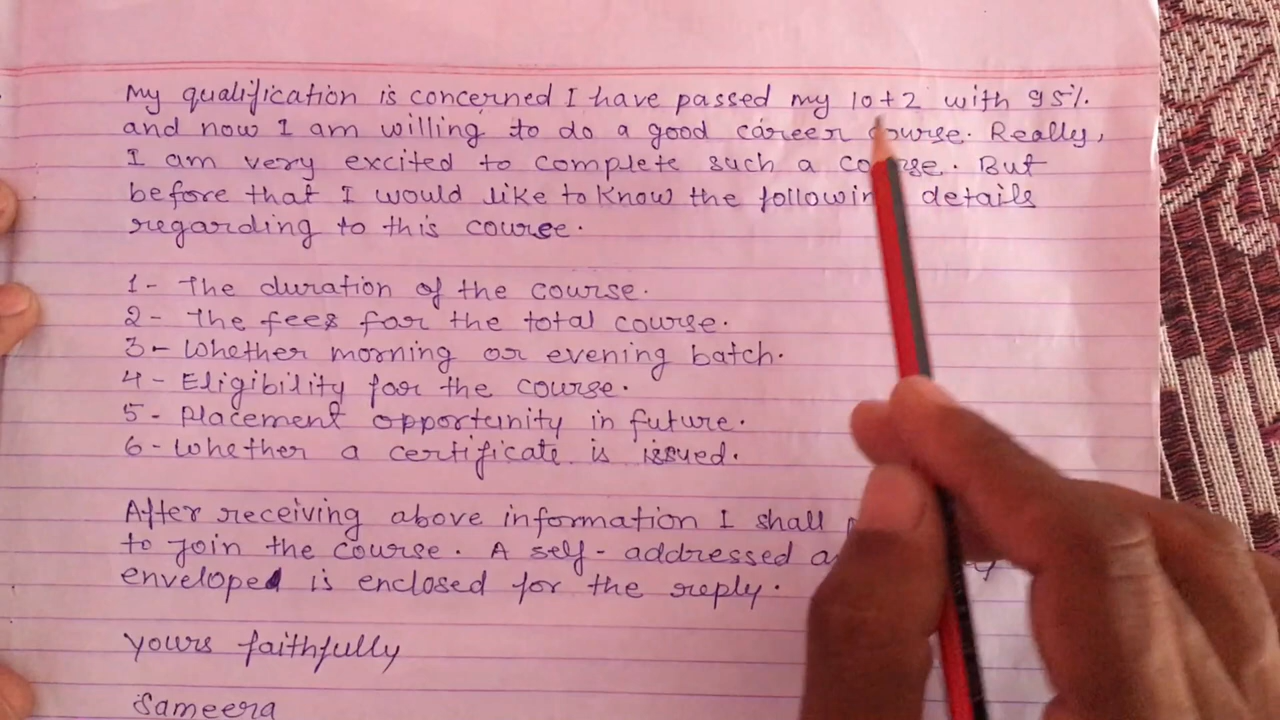 My qualification is concerned I have passed my 10+2 with 95%
and now I am willing to do a good career course. Really,
I am very excited to complete such a course. But
before that I would like to know the following details
regarding to this course.
1- The duration of the course.
2- The fees for the total course.
3- Whether morning or evening batch.
4- Eligibility for the course.
5- Placement opportunity in future.
6- Whether a certificate is issued.
After receiving above information I shall
to join the course. A self-addressed
enveloped is enclosed for the reply.
Yours faithfully
Sameera